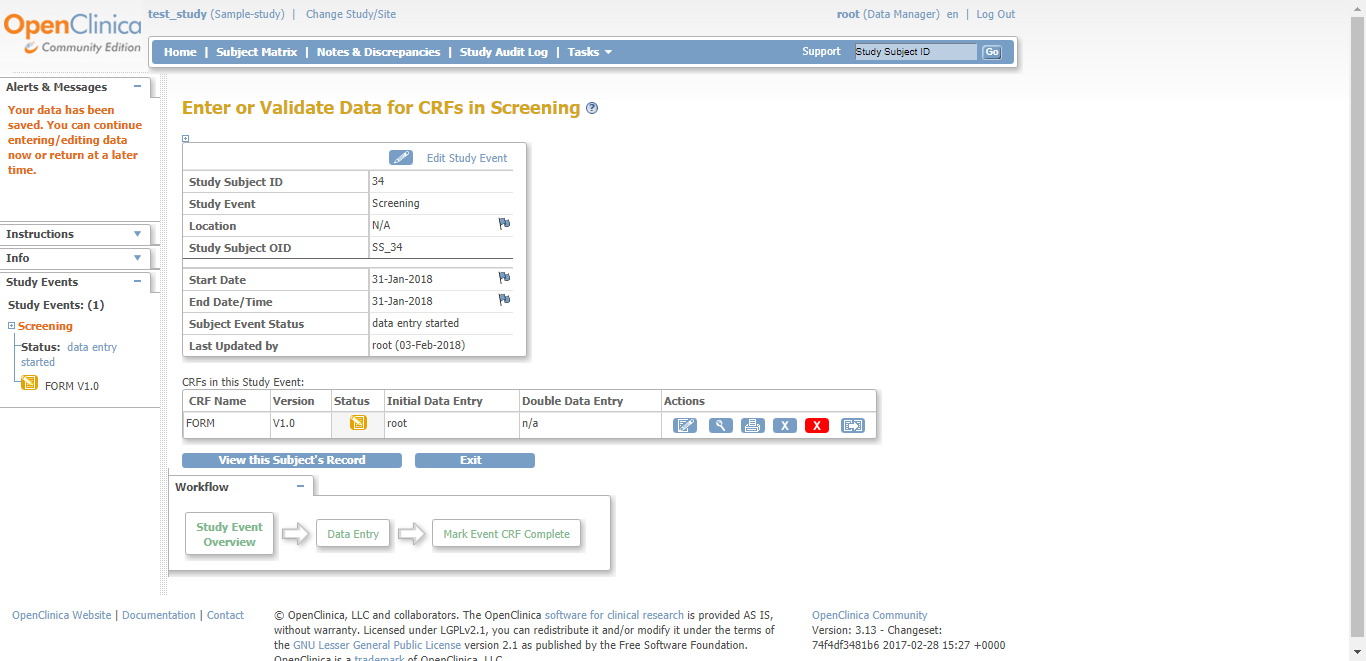 OpenClinica
Community Edition
test_study (Sample-study) | Change Study/Site
root (Data Manager) en | Log Out
Home | Subject Matrix | Notes & Discrepancies | Study Audit Log | Tasks
Support Study Subject ID Go
Alerts & Messages
Your data has been
saved. You can continue
entering/editing data
now or return at a later
time.
Instructions
Info
Study Events
Study Events: (1)
Screening
Status: data entry
started
FORM V1.0
Enter or Validate Data for CRFs in Screening ?
Edit Study Event
Study Subject ID 34
Study Event Screening
Location N/A
Study Subject OID SS_34
Start Date 31-Jan-2018
End Date/Time 31-Jan-2018
Subject Event Status data entry started
Last Updated by root (03-Feb-2018)
CRFs in this Study Event:
CRF Name Version Status Initial Data Entry Double Data Entry Actions
FORM V1.0 root n/a X X
View this Subject's Record Exit
Workflow
Study Event
Overview
Data Entry
Mark Event CRF Complete
OpenClinica Website | Documentation | Contact
© OpenClinica, LLC and collaborators. The OpenClinica software for clinical research is provided AS IS,
without warranty. Licensed under LGPLv2.1, you can redistribute it and/or modify it under the terms of
the GNU Lesser General Public License version 2.1 as published by the Free Software Foundation.
OpenClinica is a trademark of OpenClinica, LLC.
OpenClinica Community
Version: 3.13 - Changeset:
74f4df3481b6 2017-02-28 15:27 +0000